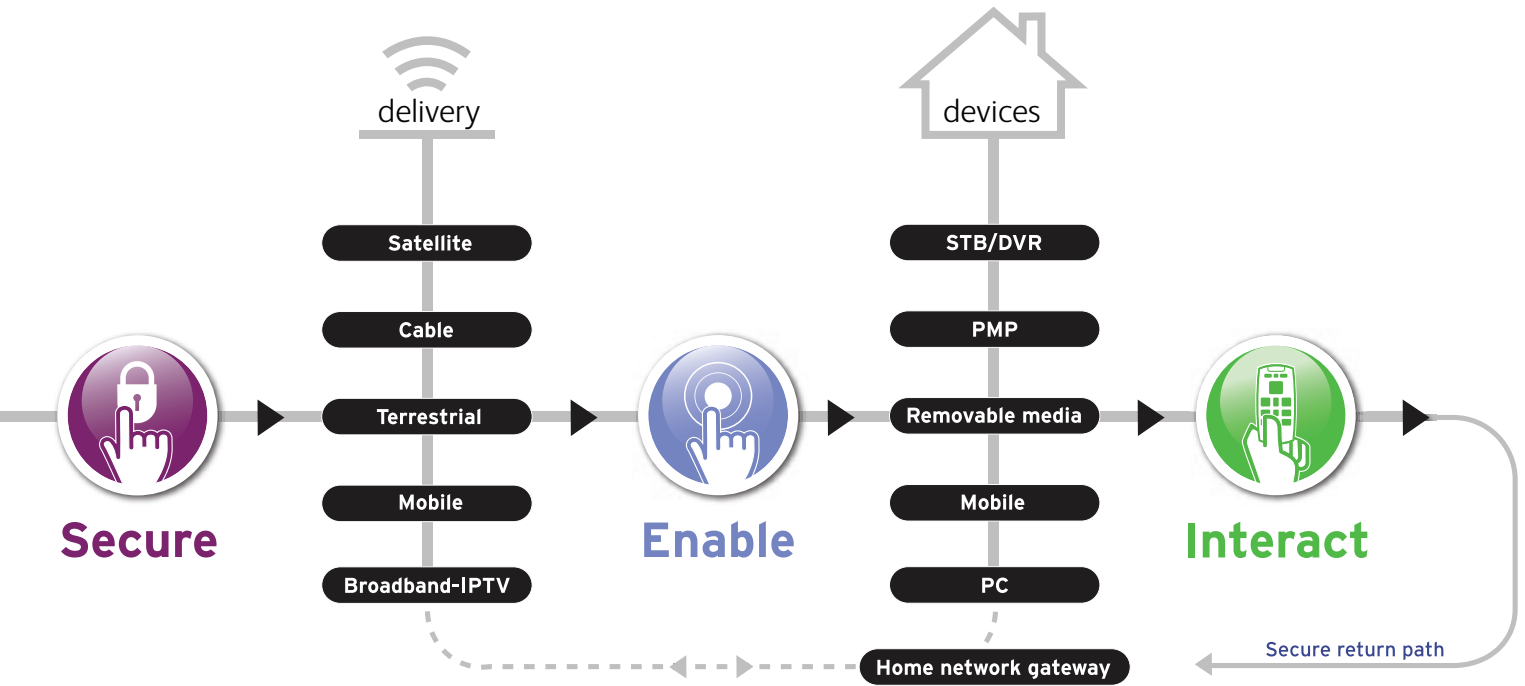 delivery
devices
Satellite
STB/DVR
Cable
PMP
Terrestrial
Removable media
Mobile
Mobile
Secure
Enable
Interact
Broadband-IPTV
PC
Secure return path
Home network gateway